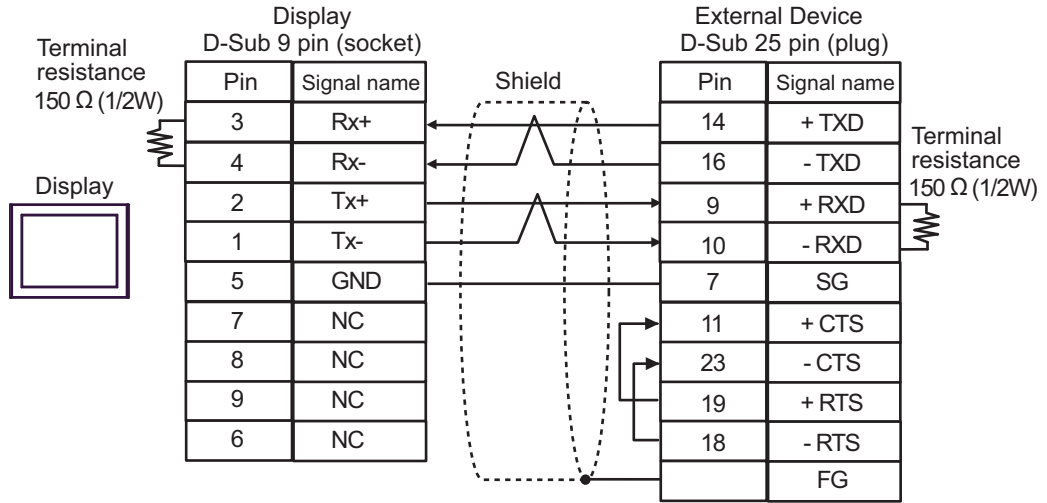 Display
D-Sub 9 pin (socket)
External Device
D-Sub 25 pin (plug)
Terminal
resistance
150 Ω (1/2W)
Pin Signal name
Shield
Pin Signal name
3 Rx+
14 + TXD
4 Rx-
16 - TXD
Terminal
resistance
150 Ω (1/2W)
Display
2 Tx+
9 + RXD
1 Tx-
10 - RXD
5 GND
7 SG
7 NC
11 + CTS
8 NC
23 - CTS
9 NC
19 + RTS
6 NC
18 - RTS
FG